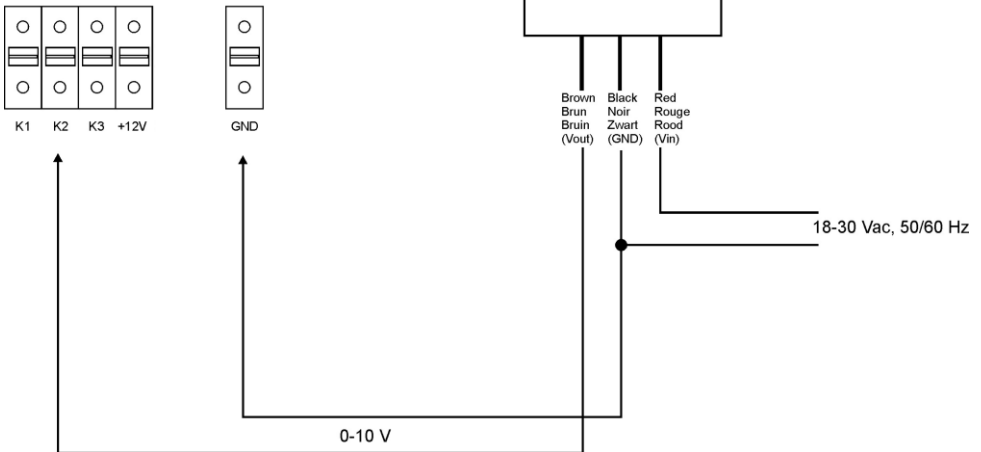 K1 K2 K3 +12V
GND
Brown
Brun
Bruin
(Vout)
Black
Noir
Zwart
(GND)
Red
Rouge
Rood
(Vin)
18-30 Vac, 50/60 Hz
0-10 V